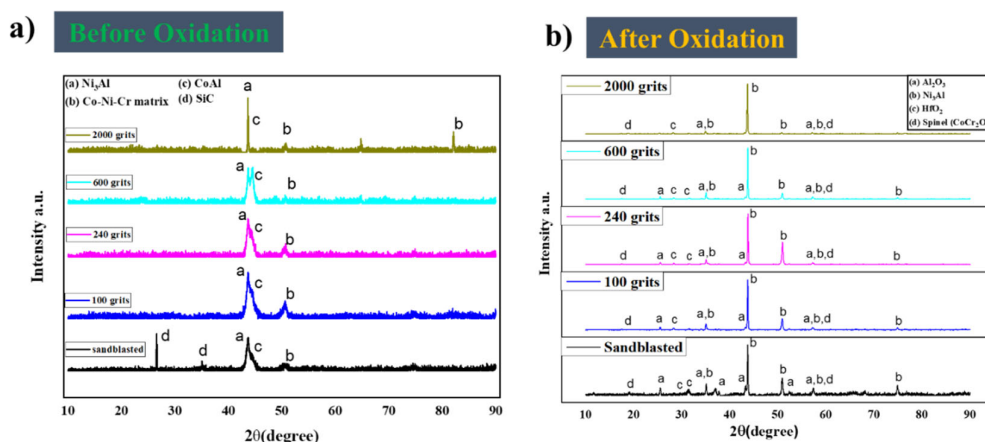 a) Before Oxidation
(a) Ni₃Al (c) CoAl
(b) Co-Ni-Cr matrix (d) SiC
a
2000 grits
c
b
b
a
600 grits
c
b
a
240 grits
c
b
a
100 grits
c
b
d
a
sandblasted
d
c
b
Intensity a.u.
10 20 30 40 50 60 70 80 90
2θ(degree)
b) After Oxidation
(a) Al₂O₃
(b) Ni₃Al
(c) HfO₂
(d) Spinel (CoCr₂O
2000 grits
b
d c a,b b a,b,d
600 grits
b
d a c c a,b a b a,b,d b
240 grits
b
d a c c a,b a b a,b,d b
100 grits
b
d a c a,b a b a,b,d b
Sandblasted
b
d a c c a,b d a b d a,b,d b
Intensity a.u.
10 20 30 40 50 60 70 80 90
2θ(degree)